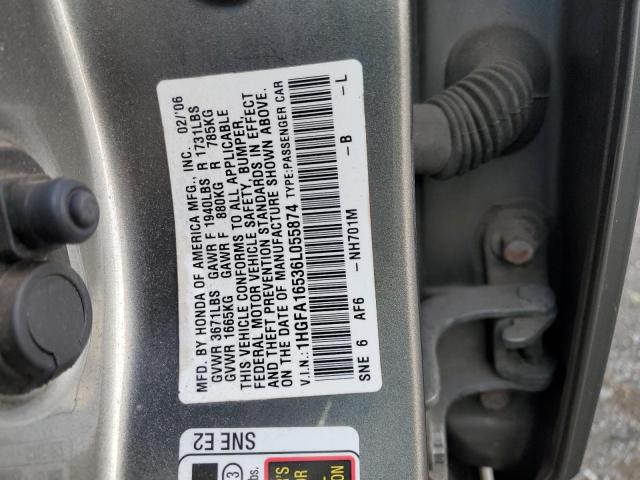 MFD. BY HONDA OF AMERICA MFG., INC. 02/'06
GVWR 3671LBS GAWR F 1940LBS R 1731LBS
GVWR 1665KG GAWR F 880KG R 785KG
THIS VEHICLE CONFORMS TO ALL APPLICABLE
FEDERAL MOTOR VEHICLE SAFETY, BUMPER,
AND THEFT PREVENTION STANDARDS IN EFFECT
ON THE DATE OF MANUFACTURE SHOWN ABOVE.
V.I.N.: 1HGFA16536L055874 TYPE:PASSENGER CAR
SNE 6 AF6 -NH701M -B -L
SNE E2
3 bs.